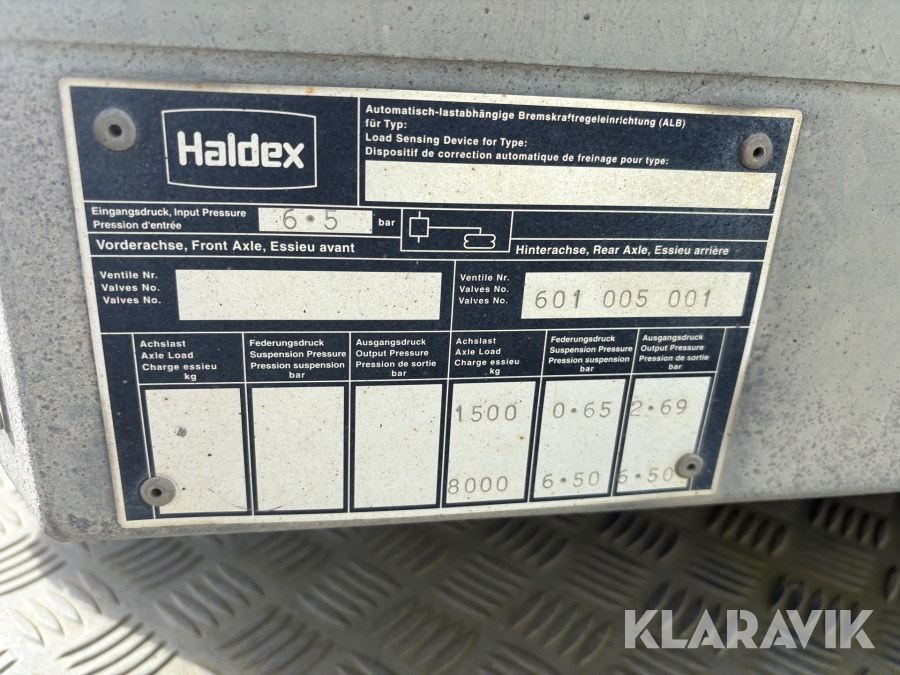 Haldex
Automatisch-lastabhängige Bremskraftregeleinrichtung (ALB)
für Typ:
Load Sensing Device for Type:
Dispositif de correction automatique de freinage pour type:
Eingangsdruck, Input Pressure
Pression d'entrée
6·5
bar
Vorderachse, Front Axle, Essieu avant
Hinterachse, Rear Axle, Essieu arrière
Ventile Nr.
Valves No.
Valves No.
Ventile Nr.
Valves No.
Valves No.
601 005 001
Achslast
Axle Load
Charge essieu
kg
Federungsdruck
Suspension Pressure
Pression suspension
bar
Ausgangsdruck
Output Pressure
Pression de sortie
bar
Achslast
Axle Load
Charge essieu
kg
Federungsdruck
Suspension Pressure
Pression suspension
bar
Ausgangsdruck
Output Pressure
Pression de sortie
bar
1500 0·65 2·69
8000 6·50 6·50
KLARAVIK